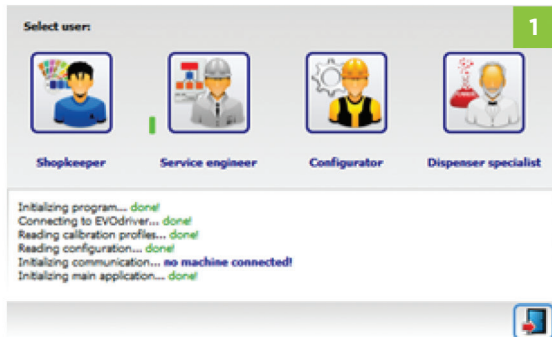 Select user:
1
Shopkeeper
Service engineer
Configurator
Dispenser specialist
Initializing program... done!
Connecting to EVOdriver... done!
Reading calibration profiles... done!
Reading configuration... done!
Initializing communication... no machine connected!
Initializing main application... done!